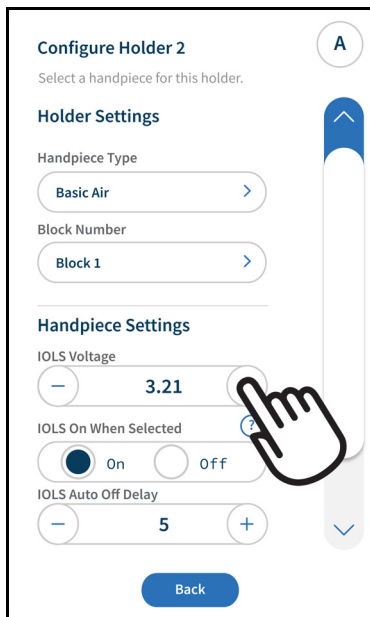 Configure Holder 2
A
Select a handpiece for this holder.
Holder Settings
Handpiece Type
Basic Air
Block Number
Block 1
Handpiece Settings
IOLS Voltage
− 3.21
IOLS On When Selected ?
On Off
IOLS Auto Off Delay
− 5 +
Back